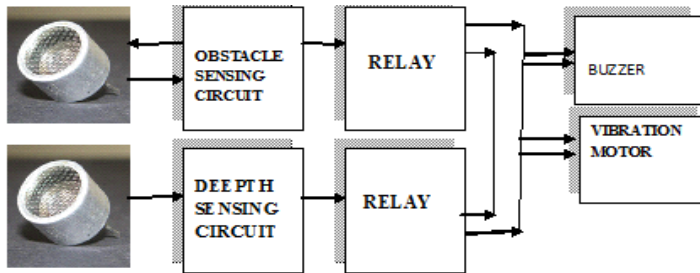 OBSTACLE
SENSING
CIRCUIT
RELAY
BUZZER
VIBRATION
MOTOR
DEEPTH
SENSING
CIRCUIT
RELAY